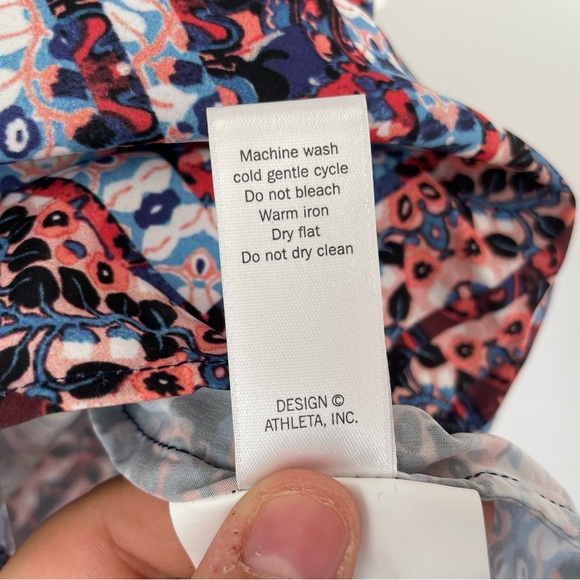 Machine wash
cold gentle cycle
Do not bleach
Warm iron
Dry flat
Do not dry clean
DESIGN ©
ATHLETA, INC.